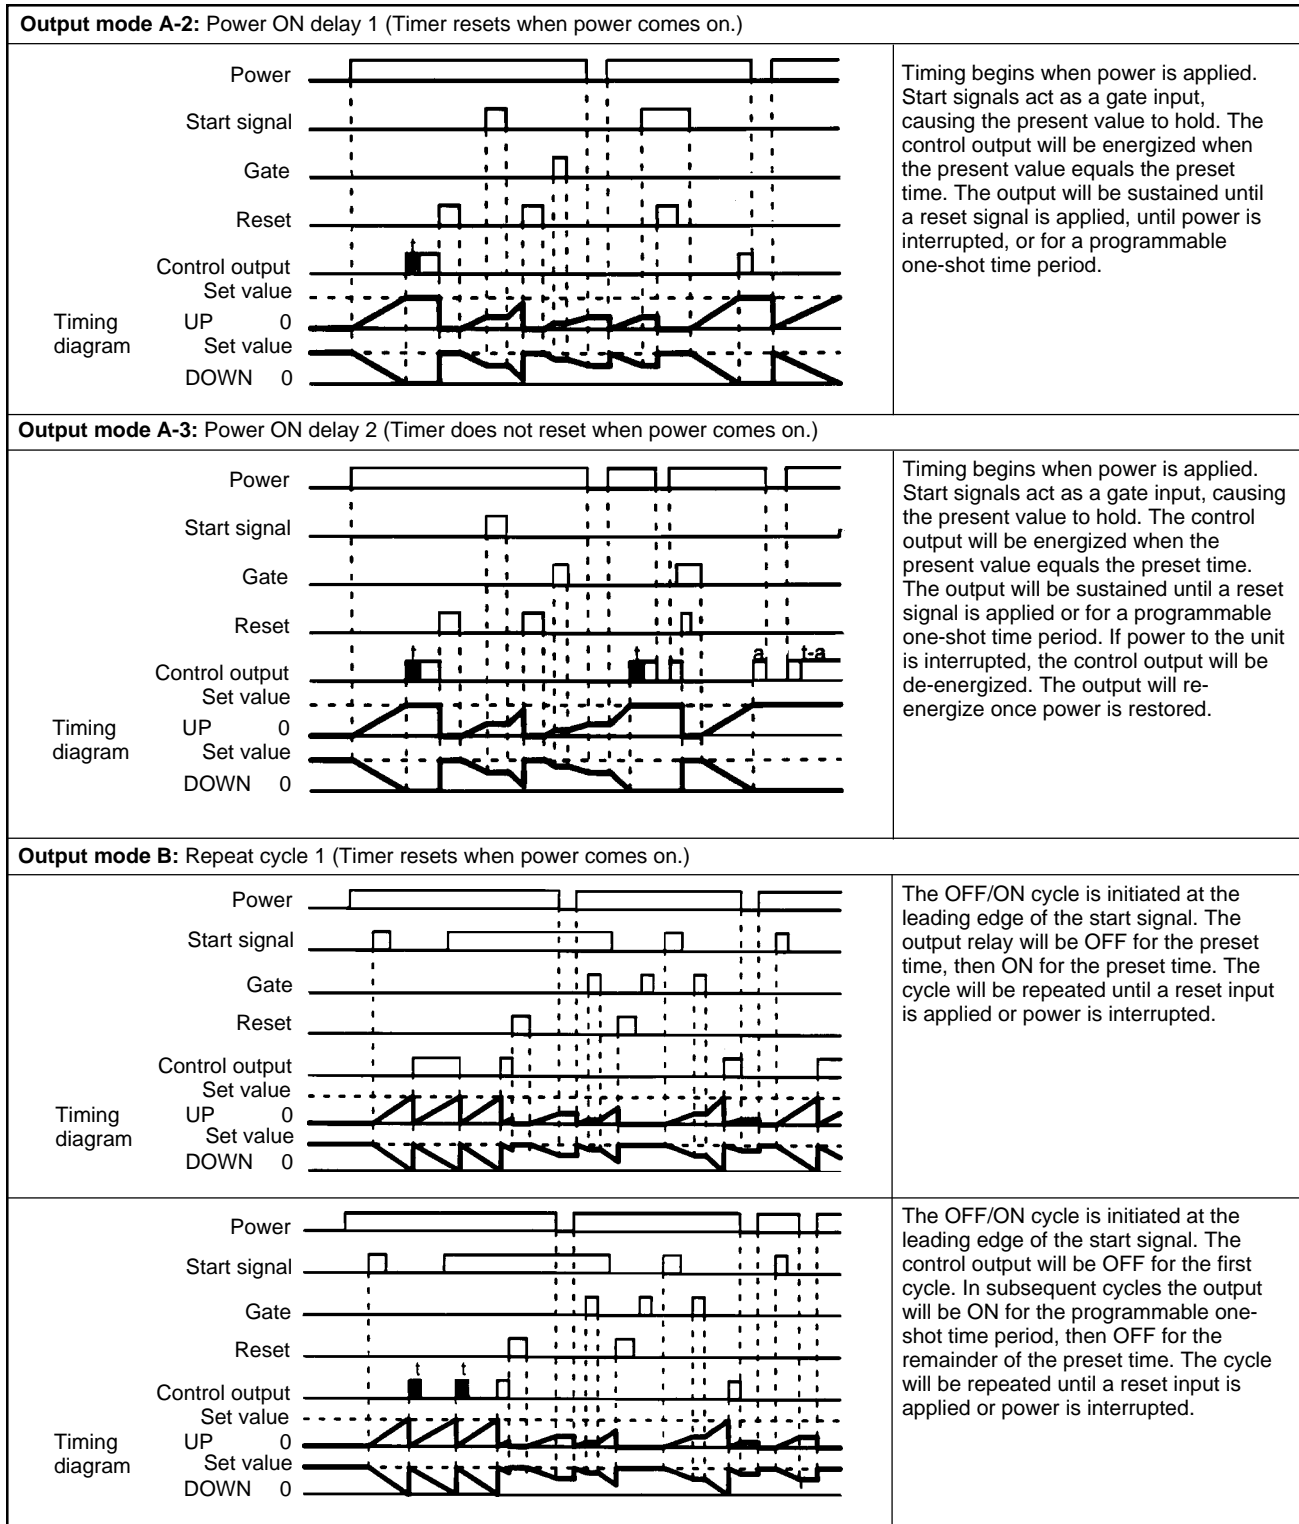 Output mode A-2: Power ON delay 1 (Timer resets when power comes on.)
Power
Start signal
Gate
Reset
t
Control output
Set value
Timing diagram
UP 0
Set value
DOWN 0
Timing begins when power is applied.
Start signals act as a gate input,
causing the present value to hold. The
control output will be energized when
the present value equals the preset
time. The output will be sustained until
a reset signal is applied, until power is
interrupted, or for a programmable
one-shot time period.
Output mode A-3: Power ON delay 2 (Timer does not reset when power comes on.)
Power
Start signal
Gate
Reset
t t a t-a
Control output
Set value
Timing diagram
UP 0
Set value
DOWN 0
Timing begins when power is applied.
Start signals act as a gate input, causing
the present value to hold. The control
output will be energized when the
present value equals the preset time.
The output will be sustained until a reset
signal is applied or for a programmable
one-shot time period. If power to the unit
is interrupted, the control output will be
de-energized. The output will re-
energize once power is restored.
Output mode B: Repeat cycle 1 (Timer resets when power comes on.)
Power
Start signal
Gate
Reset
Control output
Set value
Timing diagram
UP 0
Set value
DOWN 0
The OFF/ON cycle is initiated at the
leading edge of the start signal. The
output relay will be OFF for the preset
time, then ON for the preset time. The
cycle will be repeated until a reset input
is applied or power is interrupted.
Power
Start signal
Gate
Reset
t t
Control output
Set value
Timing diagram
UP 0
Set value
DOWN 0
The OFF/ON cycle is initiated at the
leading edge of the start signal. The
control output will be OFF for the first
cycle. In subsequent cycles the output
will be ON for the programmable one-
shot time period, then OFF for the
remainder of the preset time. The cycle
will be repeated until a reset input is
applied or power is interrupted.